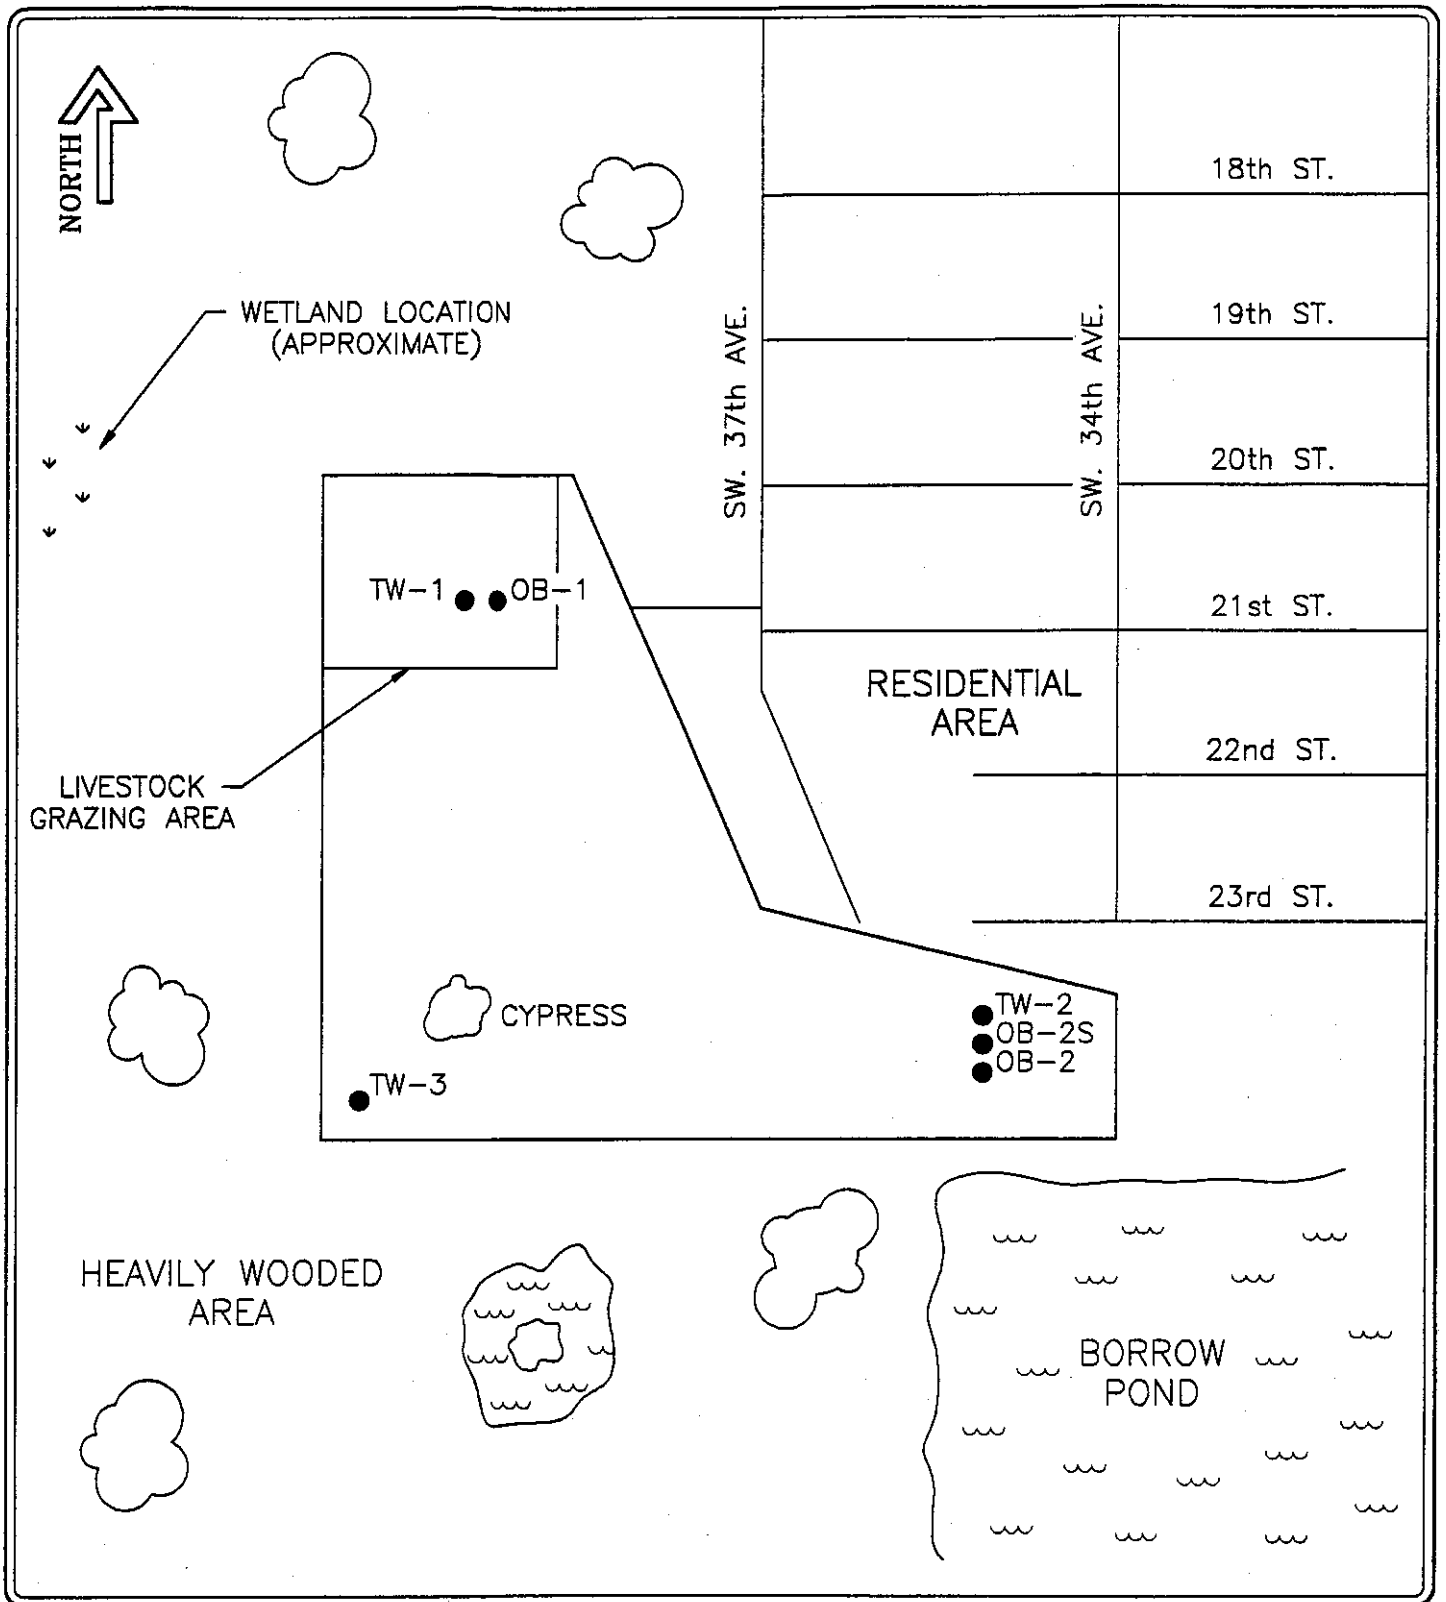 NORTH
18th ST.
WETLAND LOCATION
(APPROXIMATE)
19th ST.
SW. 37th AVE.
SW. 34th AVE.
20th ST.
TW-1
OB-1
21st ST.
RESIDENTIAL
AREA
22nd ST.
LIVESTOCK
GRAZING AREA
23rd ST.
CYPRESS
TW-2
OB-2S
OB-2
TW-3
HEAVILY WOODED
AREA
BORROW
POND